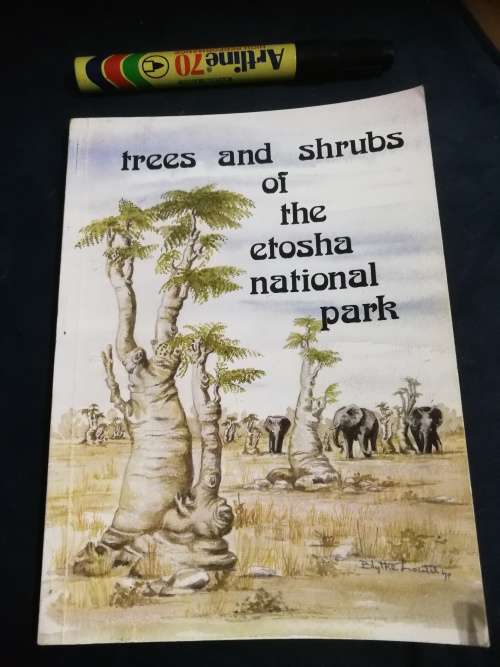 Artline 70
trees and shrubs
of
the
etosha
national
park